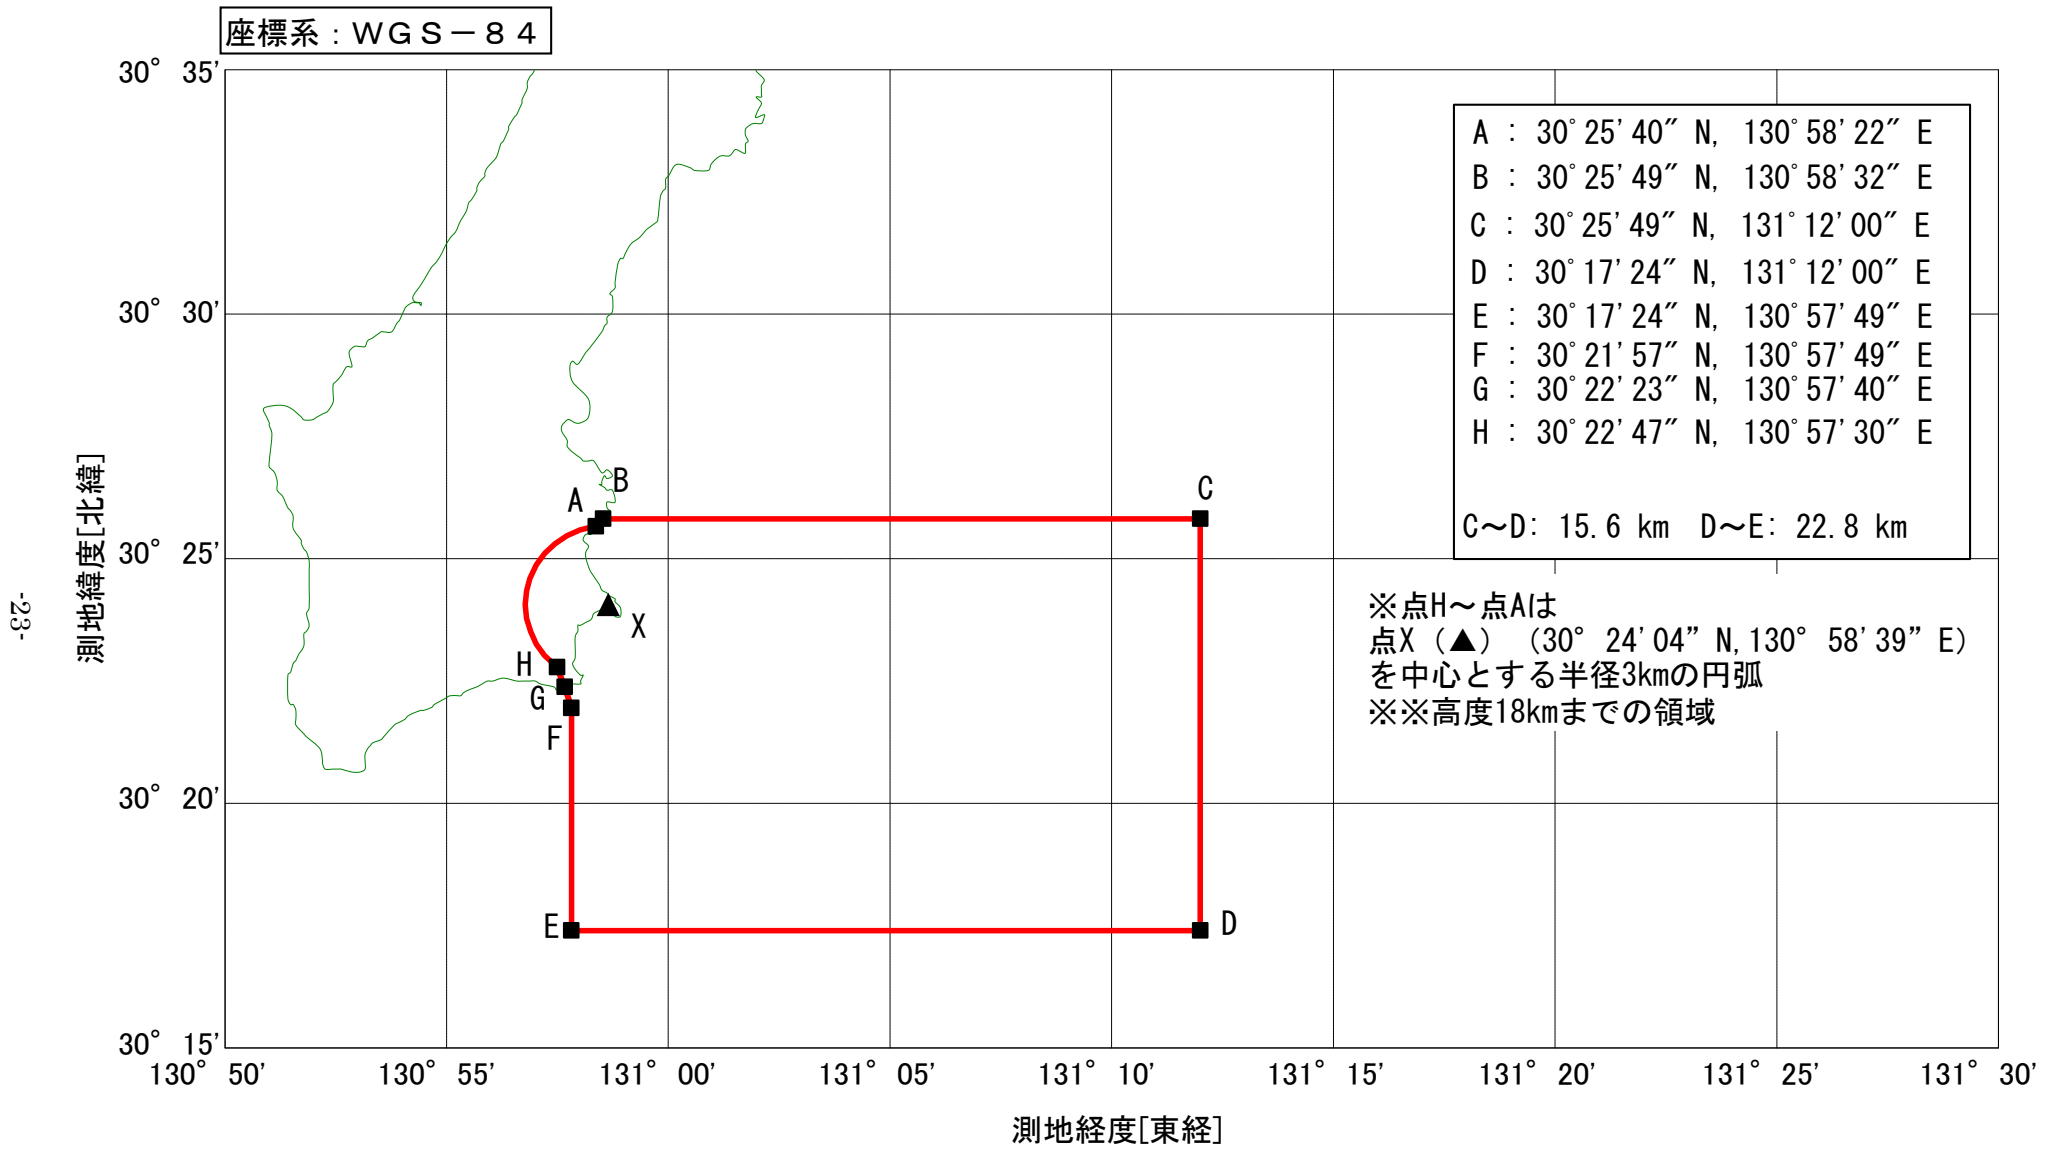 座標系：ＷＧＳ－８４
30° 35'
30° 30'
30° 25'
30° 20'
30° 15'
測地緯度[北緯]
-23-
130° 50'
130° 55'
131° 00'
131° 05'
131° 10'
131° 15'
131° 20'
131° 25'
131° 30'
測地経度[東経]
A
B
C
D
E
F
G
H
X
A : 30°25'40" N, 130°58'22" E
B : 30°25'49" N, 130°58'32" E
C : 30°25'49" N, 131°12'00" E
D : 30°17'24" N, 131°12'00" E
E : 30°17'24" N, 130°57'49" E
F : 30°21'57" N, 130°57'49" E
G : 30°22'23" N, 130°57'40" E
H : 30°22'47" N, 130°57'30" E
C～D: 15.6 km D～E: 22.8 km
※点H～点Aは
点X（▲）（30° 24'04” N,130° 58'39” E）
を中心とする半径3kmの円弧
※※高度18kmまでの領域